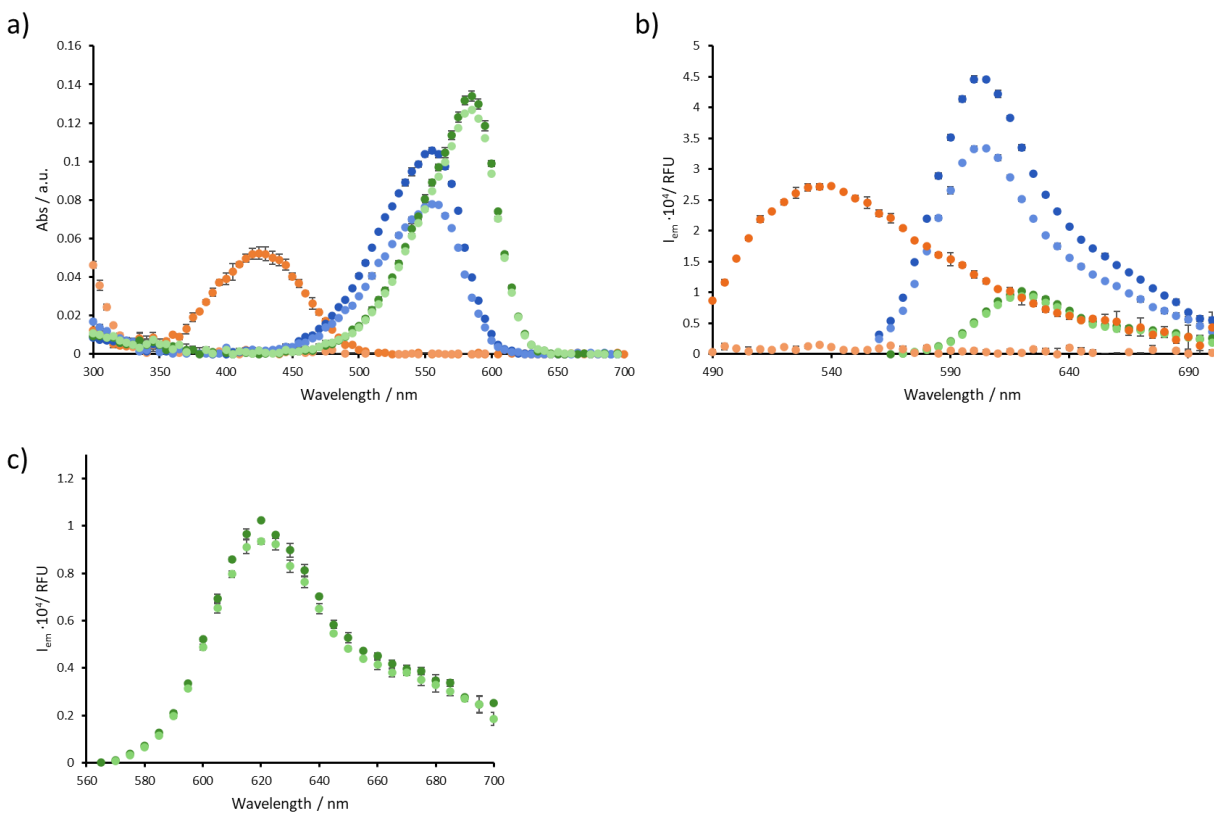 a)
0.16
0.14
0.12
0.1
0.08
0.06
0.04
0.02
0
Abs / a.u.
300 350 400 450 500 550 600 650 700
Wavelength / nm
b)
5
4.5
4
3.5
3
2.5
2
1.5
1
0.5
0
I_em ·10⁴/ RFU
490 540 590 640 690
Wavelength / nm
c)
1.2
1
0.8
0.6
0.4
0.2
0
I_em ·10⁴/ RFU
560 580 600 620 640 660 680 700
Wavelength / nm